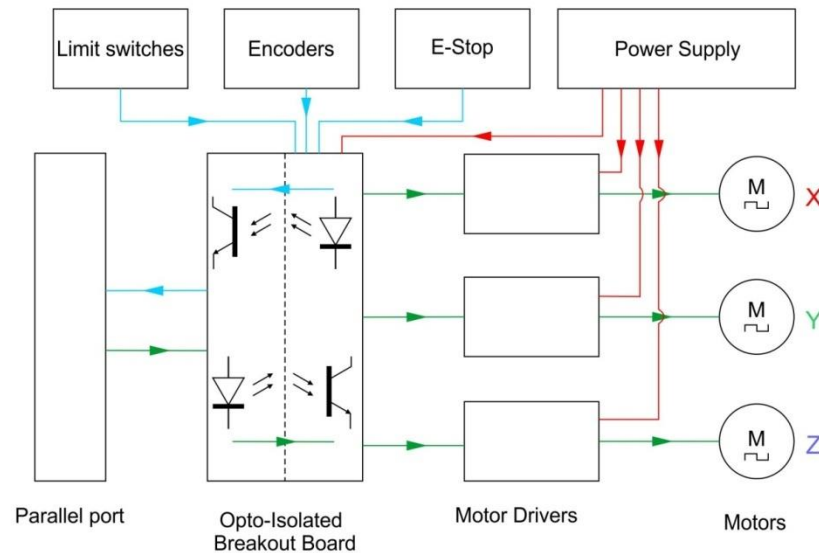 Limit switches
Encoders
E-Stop
Power Supply
M
X
M
Y
M
Z
Parallel port
Opto-Isolated
Breakout Board
Motor Drivers
Motors